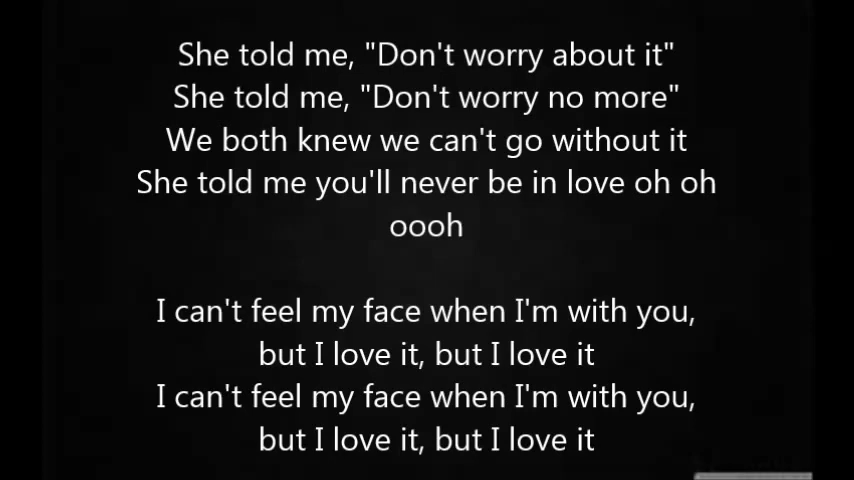 She told me, "Don't worry about it"
She told me, "Don't worry no more"
We both knew we can't go without it
She told me you'll never be in love oh oh
oooh
I can't feel my face when I'm with you,
but I love it, but I love it
I can't feel my face when I'm with you,
but I love it, but I love it